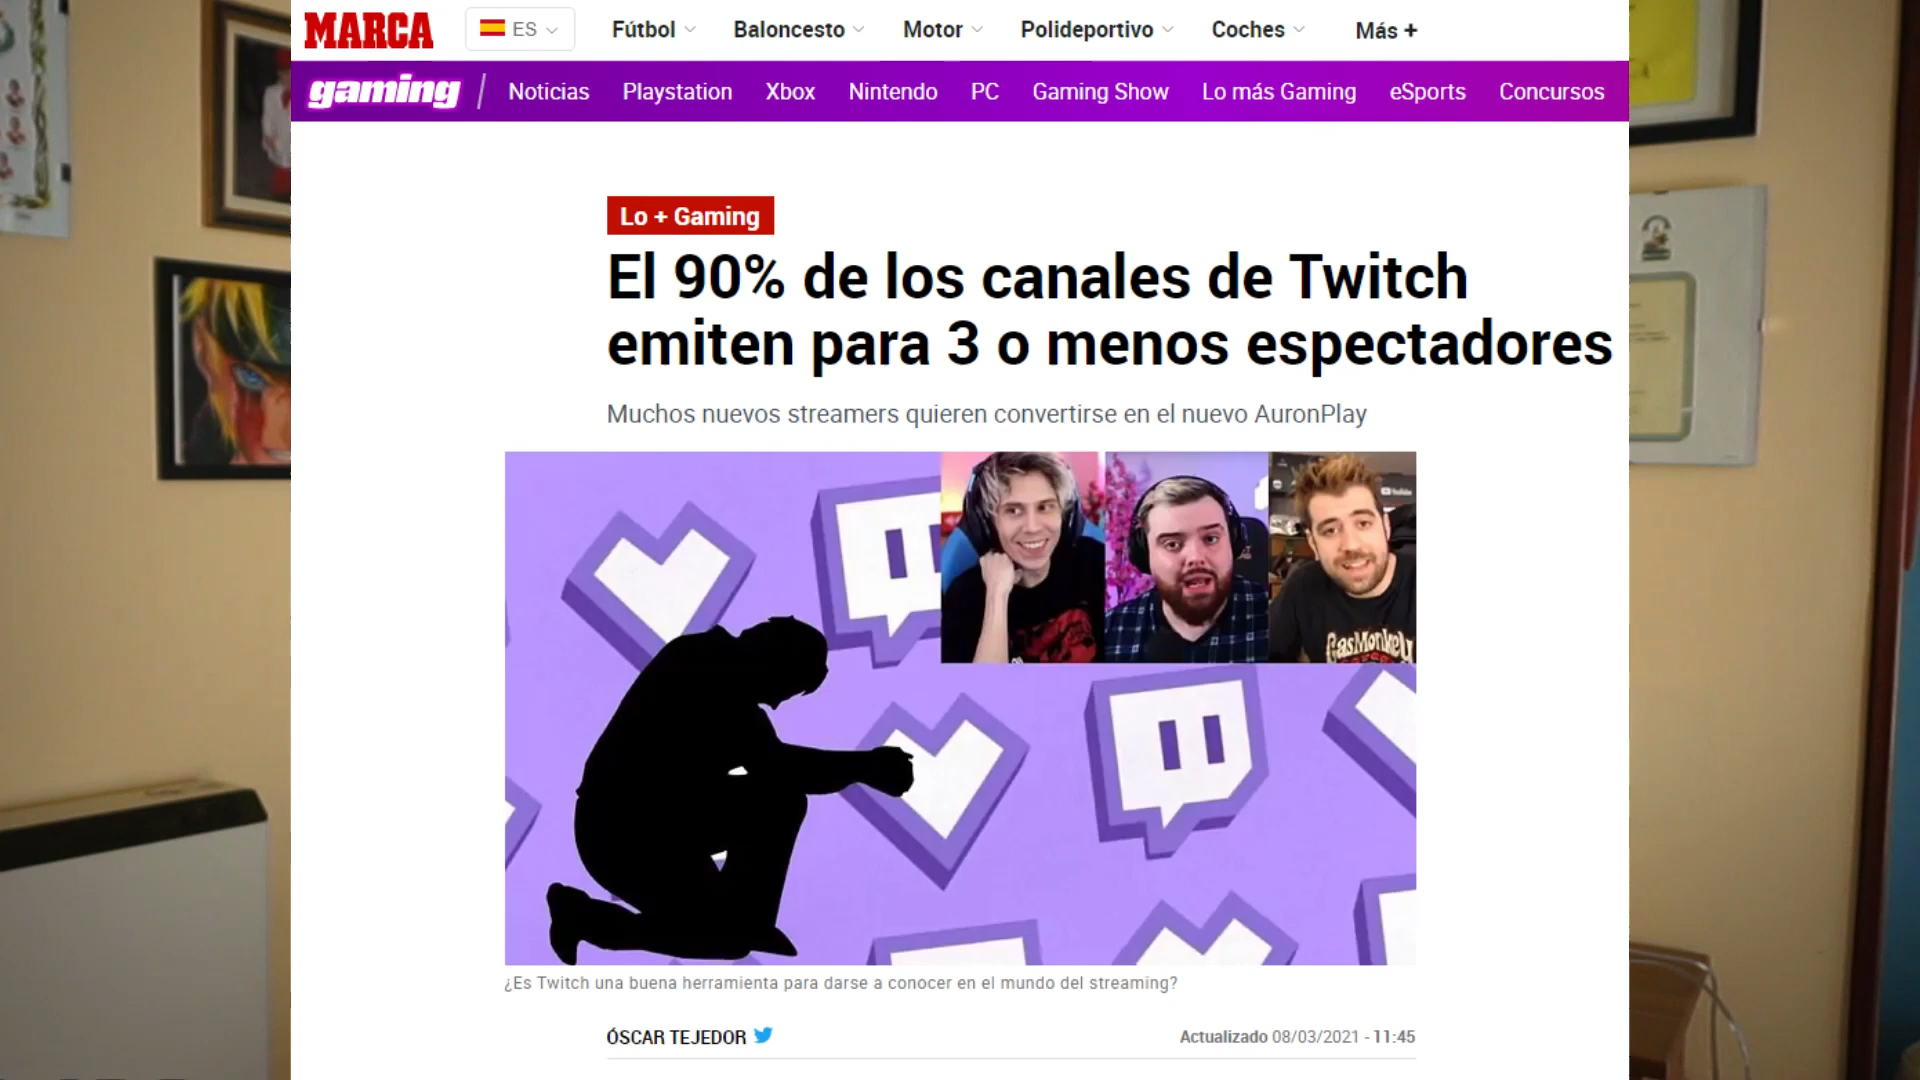 MARCA
ES
Fútbol
Baloncesto
Motor
Polideportivo
Coches
Más +
gaming
Noticias
Playstation
Xbox
Nintendo
PC
Gaming Show
Lo más Gaming
eSports
Concursos
Lo + Gaming
El 90% de los canales de Twitch
emiten para 3 o menos espectadores
Muchos nuevos streamers quieren convertirse en el nuevo AuronPlay
YouTube
GasMonkey
¿Es Twitch una buena herramienta para darse a conocer en el mundo del streaming?
ÓSCAR TEJEDOR
Actualizado 08/03/2021 - 11:45